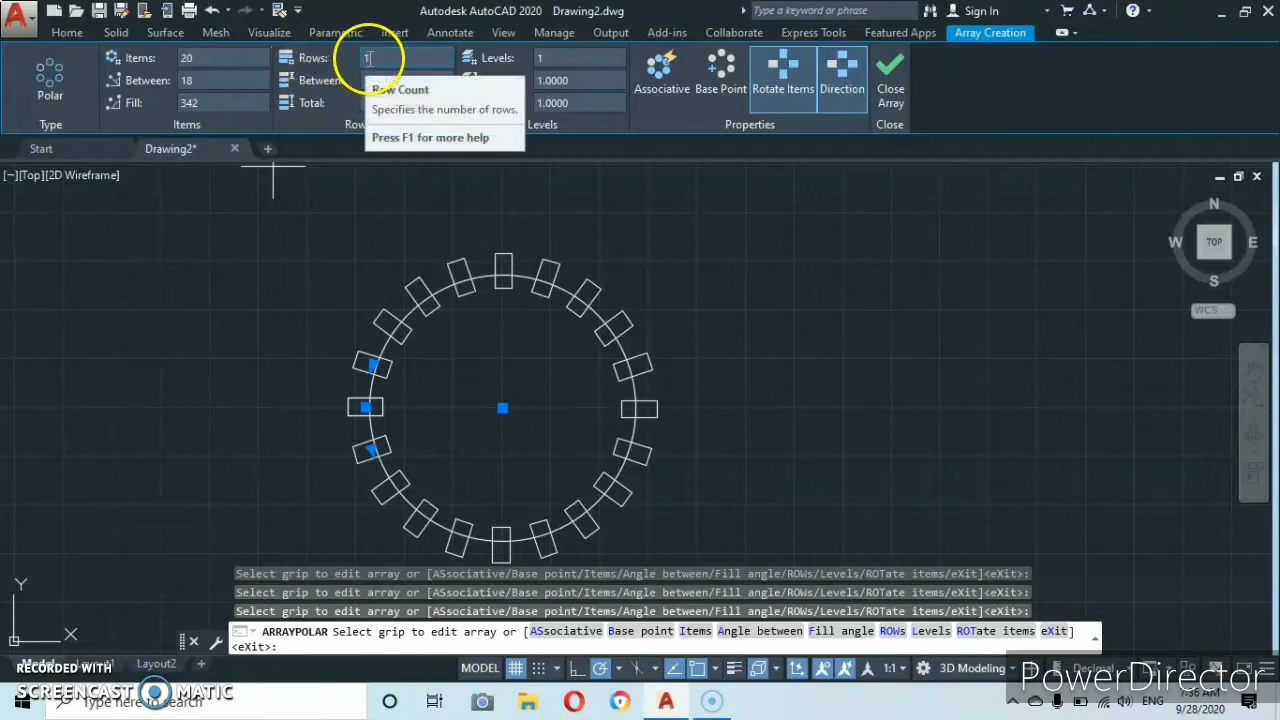 Autodesk AutoCAD 2020 Drawing2.dwg
Type a keyword or phrase
Sign In
Home Solid Surface Mesh Visualize Parametric Insert Annotate View Manage Output Add-ins Collaborate Express Tools Featured Apps Array Creation
Items: 20 Rows: 1 Levels: 1
Between: 18 Between: 1.0000
Fill: 342 Total: 1.0000
Polar
Associative Base Point Rotate Items Direction Close Array
Type Items Levels Properties Close
Row Count
Specifies the number of rows.
Press F1 for more help
Start Drawing2*
[−][Top][2D Wireframe]
N
W TOP E
S
WCS
Y
X
Select grip to edit array or [ASsociative/Base point/Items/Angle between/Fill angle/ROWs/Levels/ROTate items/eXit]<eXit>:
Select grip to edit array or [ASsociative/Base point/Items/Angle between/Fill angle/ROWs/Levels/ROTate items/eXit]<eXit>:
Select grip to edit array or [ASsociative/Base point/Items/Angle between/Fill angle/ROWs/Levels/ROTate items/eXit]<eXit>:
ARRAYPOLAR Select grip to edit array or [ASsociative Base point Items Angle between Fill angle ROWs Levels ROTate items eXit]
<eXit>:
Layout2
MODEL 1:1 3D Modeling Decimal
RECORDED WITH
SCREENCAST MATIC
PowerDirector
Type here to search
ENG
7:36 AM
9/28/2020